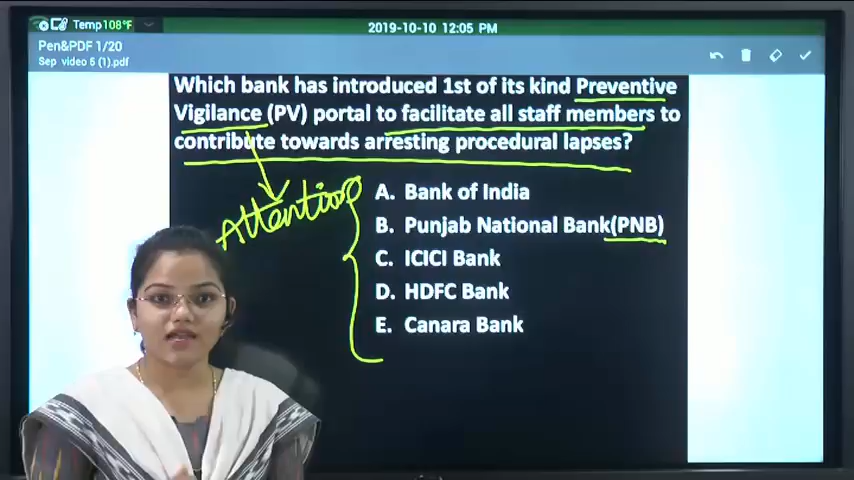 Temp108°F
2019-10-10 12:05 PM
Pen&PDF 1/20
Sep video 5 (1).pdf
Which bank has introduced 1st of its kind Preventive
Vigilance (PV) portal to facilitate all staff members to
contribute towards arresting procedural lapses?
Attention
A. Bank of India
B. Punjab National Bank(PNB)
C. ICICI Bank
D. HDFC Bank
E. Canara Bank